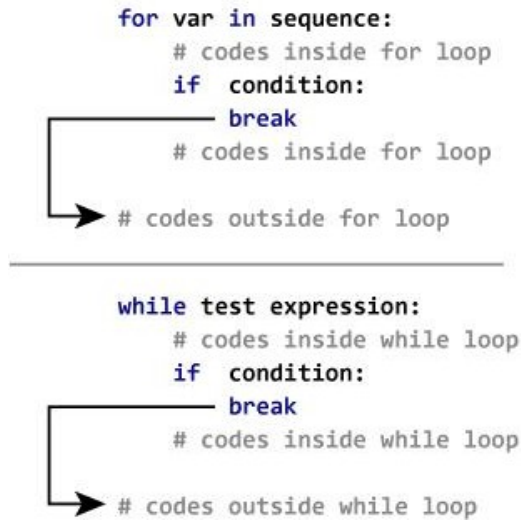 for var in sequence:
# codes inside for loop
if condition:
break
# codes inside for loop
# codes outside for loop
while test expression:
# codes inside while loop
if condition:
break
# codes inside while loop
# codes outside while loop